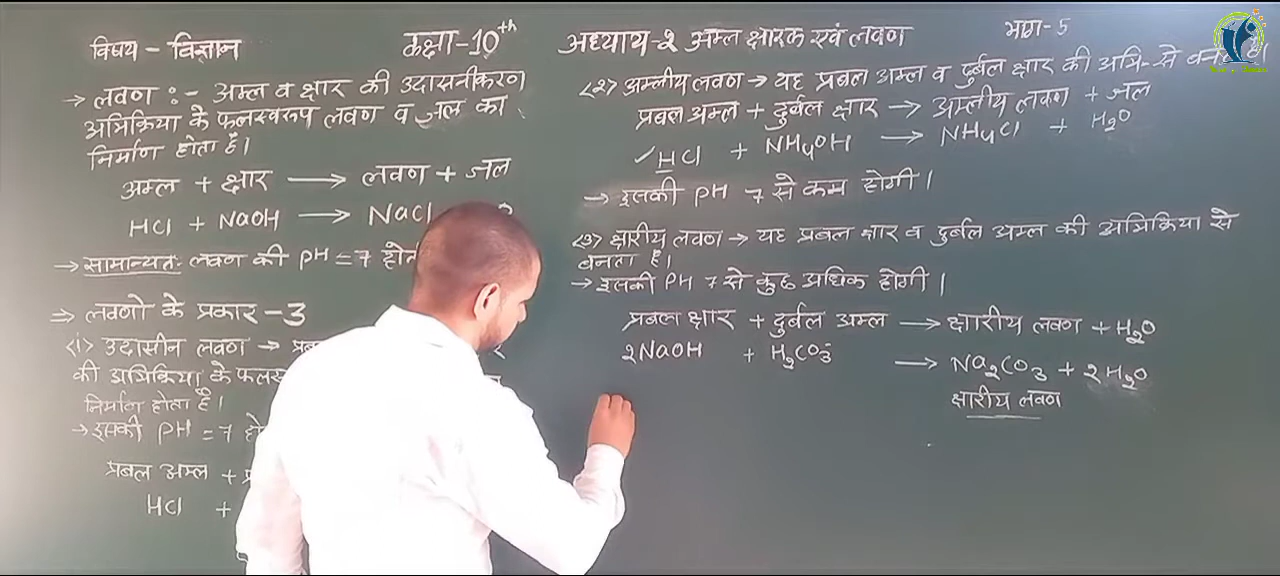 विषय - विज्ञान
कक्षा-10th
अध्याय-2 अम्ल क्षारक एवं लवण
भाग-5
→ लवण :- अम्ल व क्षार की उदासनीकरण
अभिक्रिया के फलस्वरूप लवण व जल का
निर्माण होता है।
अम्ल + क्षार → लवण + जल
HCl + NaOH → NaCl
→ सामान्यतः लवण की PH = 7 होत
⇒ लवणो के प्रकार - 3
(1) उदासीन लवण →
की अभिक्रिया के फलस
निर्माण होता है।
→ इसकी PH = 7 हो
प्रबल अम्ल +
HCl +
(2) अम्लीय लवण → यह प्रबल अम्ल व दुर्बल क्षार की अभि- से बनता है।
प्रबल अम्ल + दुर्बल क्षार → अम्लीय लवण + जल
✓ HCl + NH4OH → NH4Cl + H2O
→ इसकी PH 7 से कम होगी।
(3) क्षारीय लवण → यह प्रबल क्षार व दुर्बल अम्ल की अभिक्रिया से
बनता है।
→ इसकी PH 7 से कुछ अधिक होगी।
प्रबल क्षार + दुर्बल अम्ल → क्षारीय लवण + H2O
2NaOH + H2CO3 → Na2CO3 + 2H2O
क्षारीय लवण